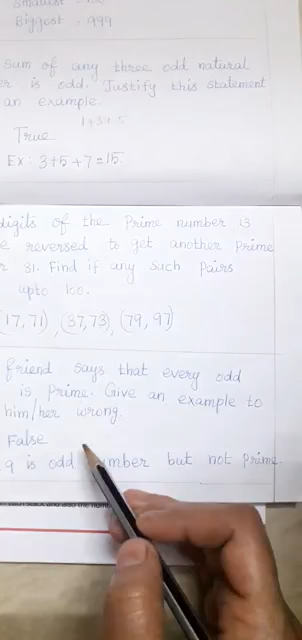 Biggest = 999
sum of any three odd natural
is odd. Justify this statement
an example.
1+3+5
True
Ex: 3+5+7=15.
digits of the Prime number 13
reversed to get another Prime
31. Find if any such pairs
upto 100.
(17,71), (37,73), (79,97)
friend says that every odd
is Prime. Give an example to
him/her wrong.
False
9 is odd number but not Prime.